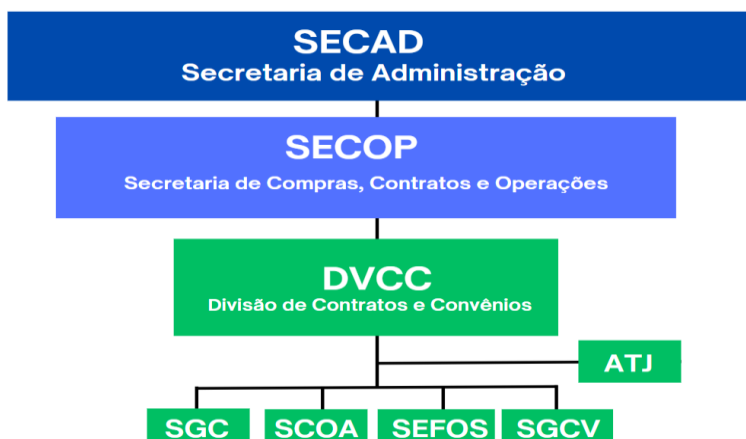 SECAD
Secretaria de Administração
SECOP
Secretaria de Compras, Contratos e Operações
DVCC
Divisão de Contratos e Convênios
ATJ
SGC SCOA SEFOS SGCV